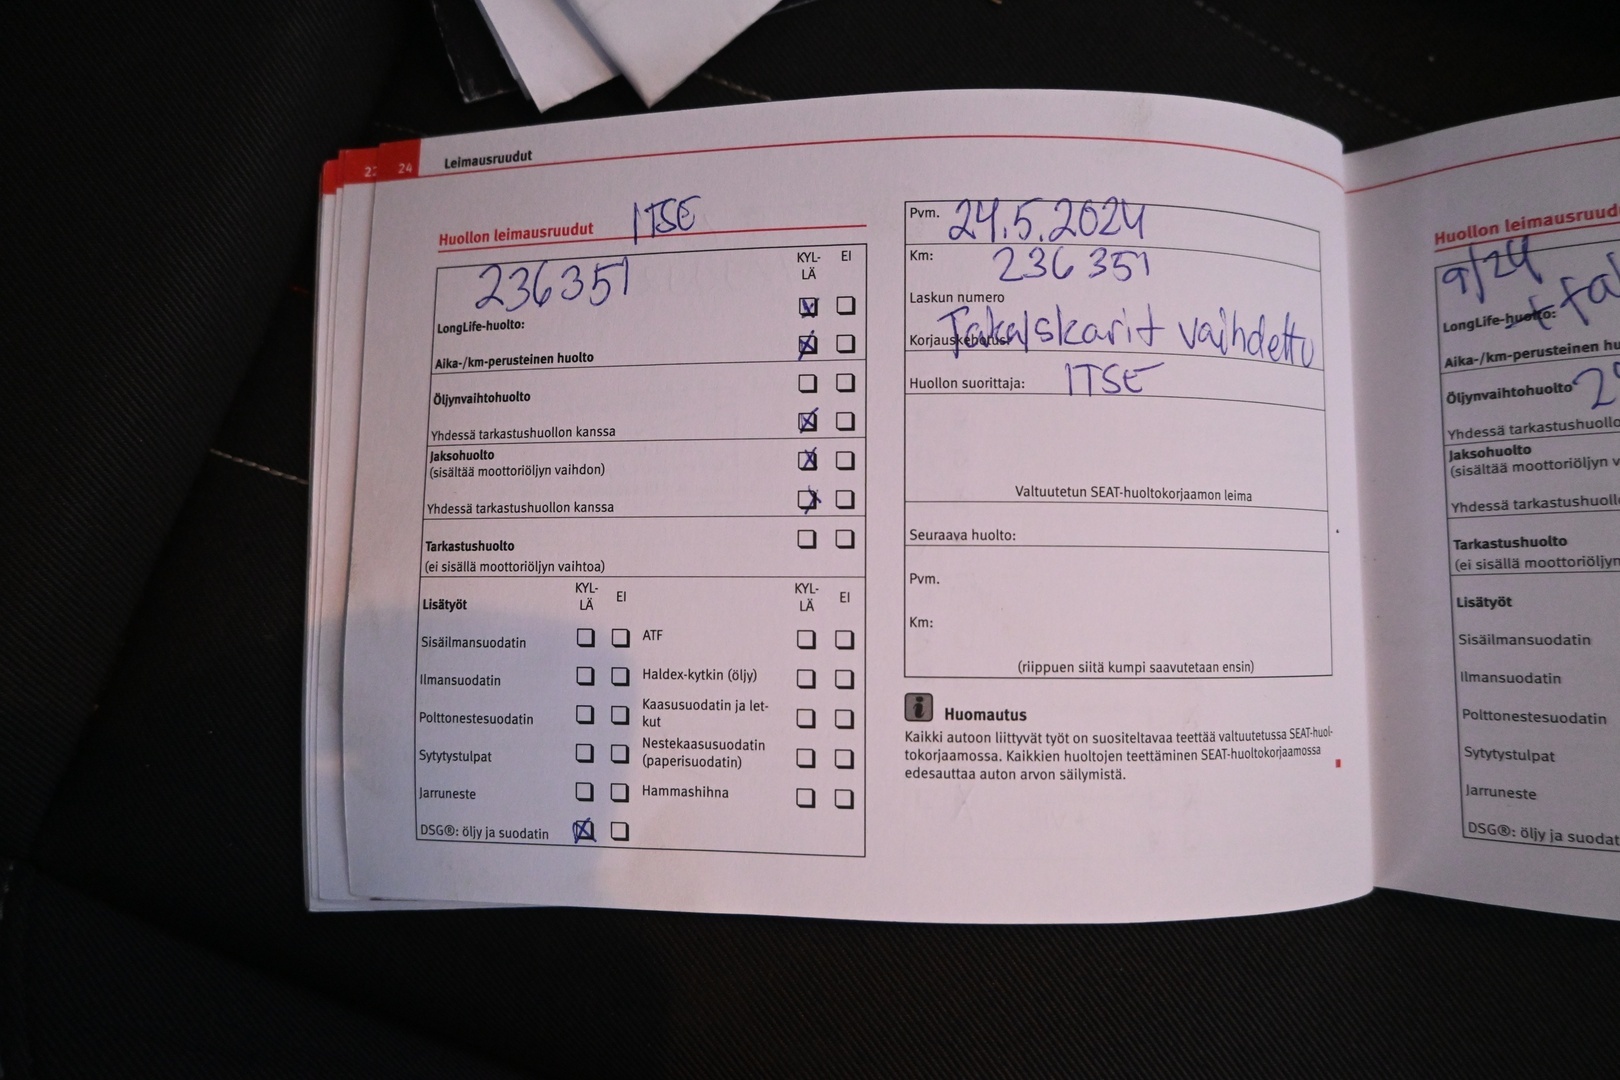 24
Leimausruudut
Huollon leimausruudut ITSE
KYL-
LÄ
EI
236351
LongLife-huolto:
Aika-/km-perusteinen huolto
Öljynvaihtohuolto
Yhdessä tarkastushuollon kanssa
Jaksohuolto
(sisältää moottoriöljyn vaihdon)
Yhdessä tarkastushuollon kanssa
Tarkastushuolto
(ei sisällä moottoriöljyn vaihtoa)
Lisätyöt
KYL-
LÄ
EI
KYL-
LÄ
EI
Sisäilmansuodatin
ATF
Ilmansuodatin
Haldex-kytkin (öljy)
Polttonestesuodatin
Kaasusuodatin ja let-
kut
Sytytystulpat
Nestekaasusuodatin
(paperisuodatin)
Jarruneste
Hammashihna
DSG®: öljy ja suodatin
Pvm. 24.5.2024
Km: 236 351
Laskun numero
Takaiskarit vaihdettu
Huollon suorittaja: ITSE
Valtuutetun SEAT-huoltokorjaamon leima
Seuraava huolto:
Pvm.
Km:
(riippuen siitä kumpi saavutetaan ensin)
Huomautus
Kaikki autoon liittyvät työt on suositeltavaa teettää valtuutetussa SEAT-huol-
tokorjaamossa. Kaikkien huoltojen teettäminen SEAT-huoltokorjaamossa
edesauttaa auton arvon säilymistä.
Huollon leimausruud
9/24
LongLife-huolto:
Aika-/km-perusteinen hu
Öljynvaihtohuolto
Yhdessä tarkastushuollo
Jaksohuolto
(sisältää moottoriöljyn v
Yhdessä tarkastushuollo
Tarkastushuolto
(ei sisällä moottoriöljyn
Lisätyöt
Sisäilmansuodatin
Ilmansuodatin
Polttonestesuodatin
Sytytystulpat
Jarruneste
DSG®: öljy ja suodat